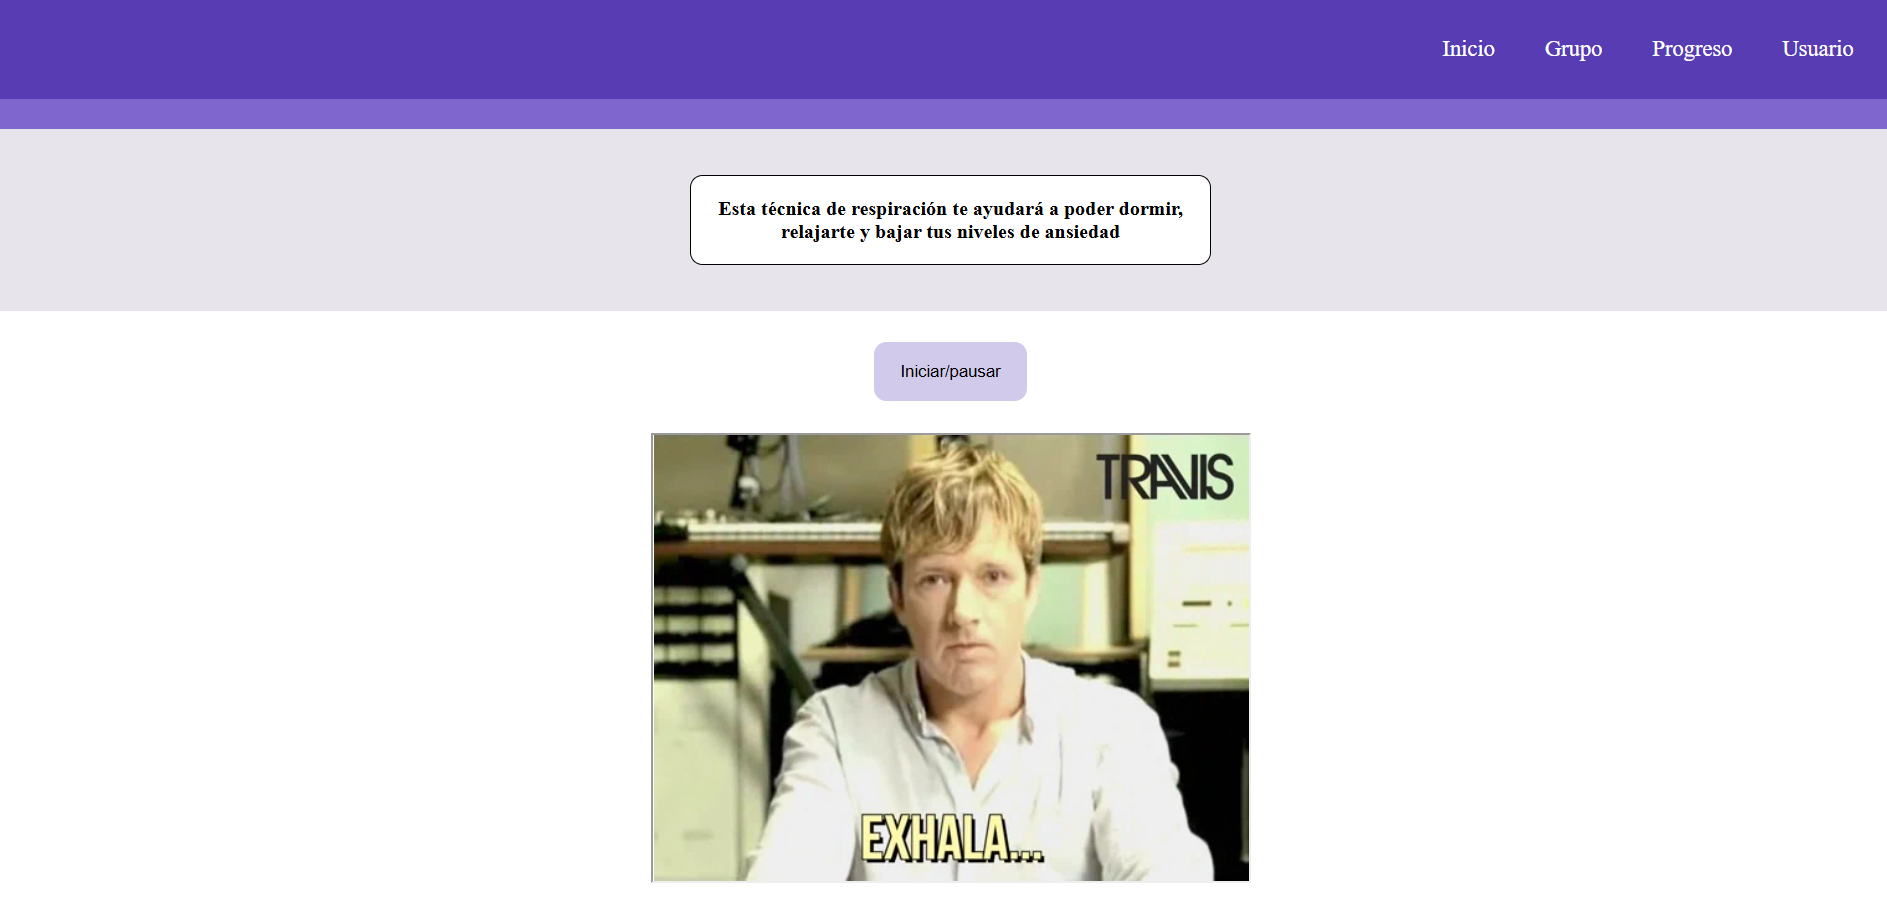 Inicio Grupo Progreso Usuario
Esta técnica de respiración te ayudará a poder dormir,
relajarte y bajar tus niveles de ansiedad
Iniciar/pausar
TRAVIS
EXHALA...